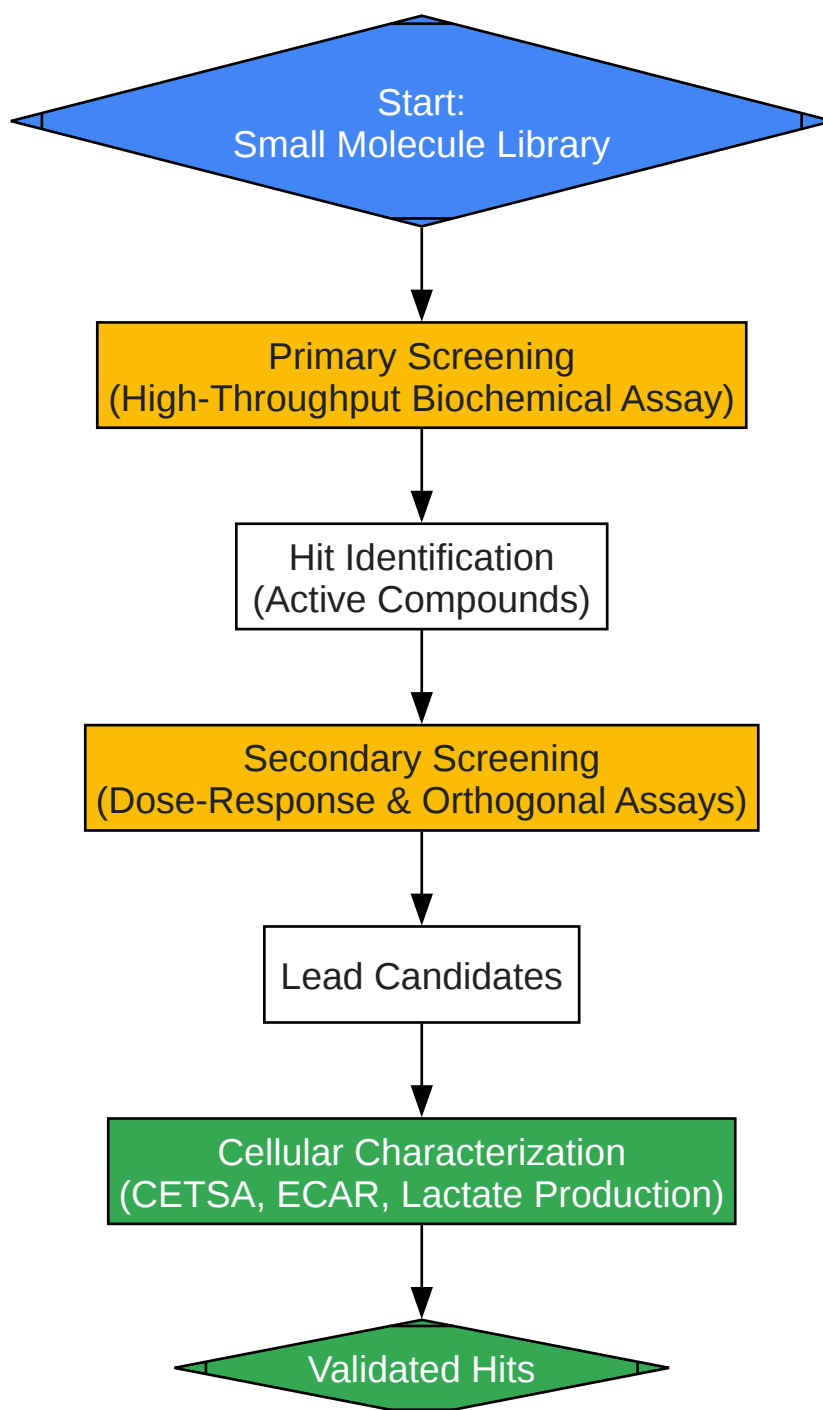 Start:
Small Molecule Library
Primary Screening
(High-Throughput Biochemical Assay)
Hit Identification
(Active Compounds)
Secondary Screening
(Dose-Response & Orthogonal Assays)
Lead Candidates
Cellular Characterization
(CETSA, ECAR, Lactate Production)
Validated Hits